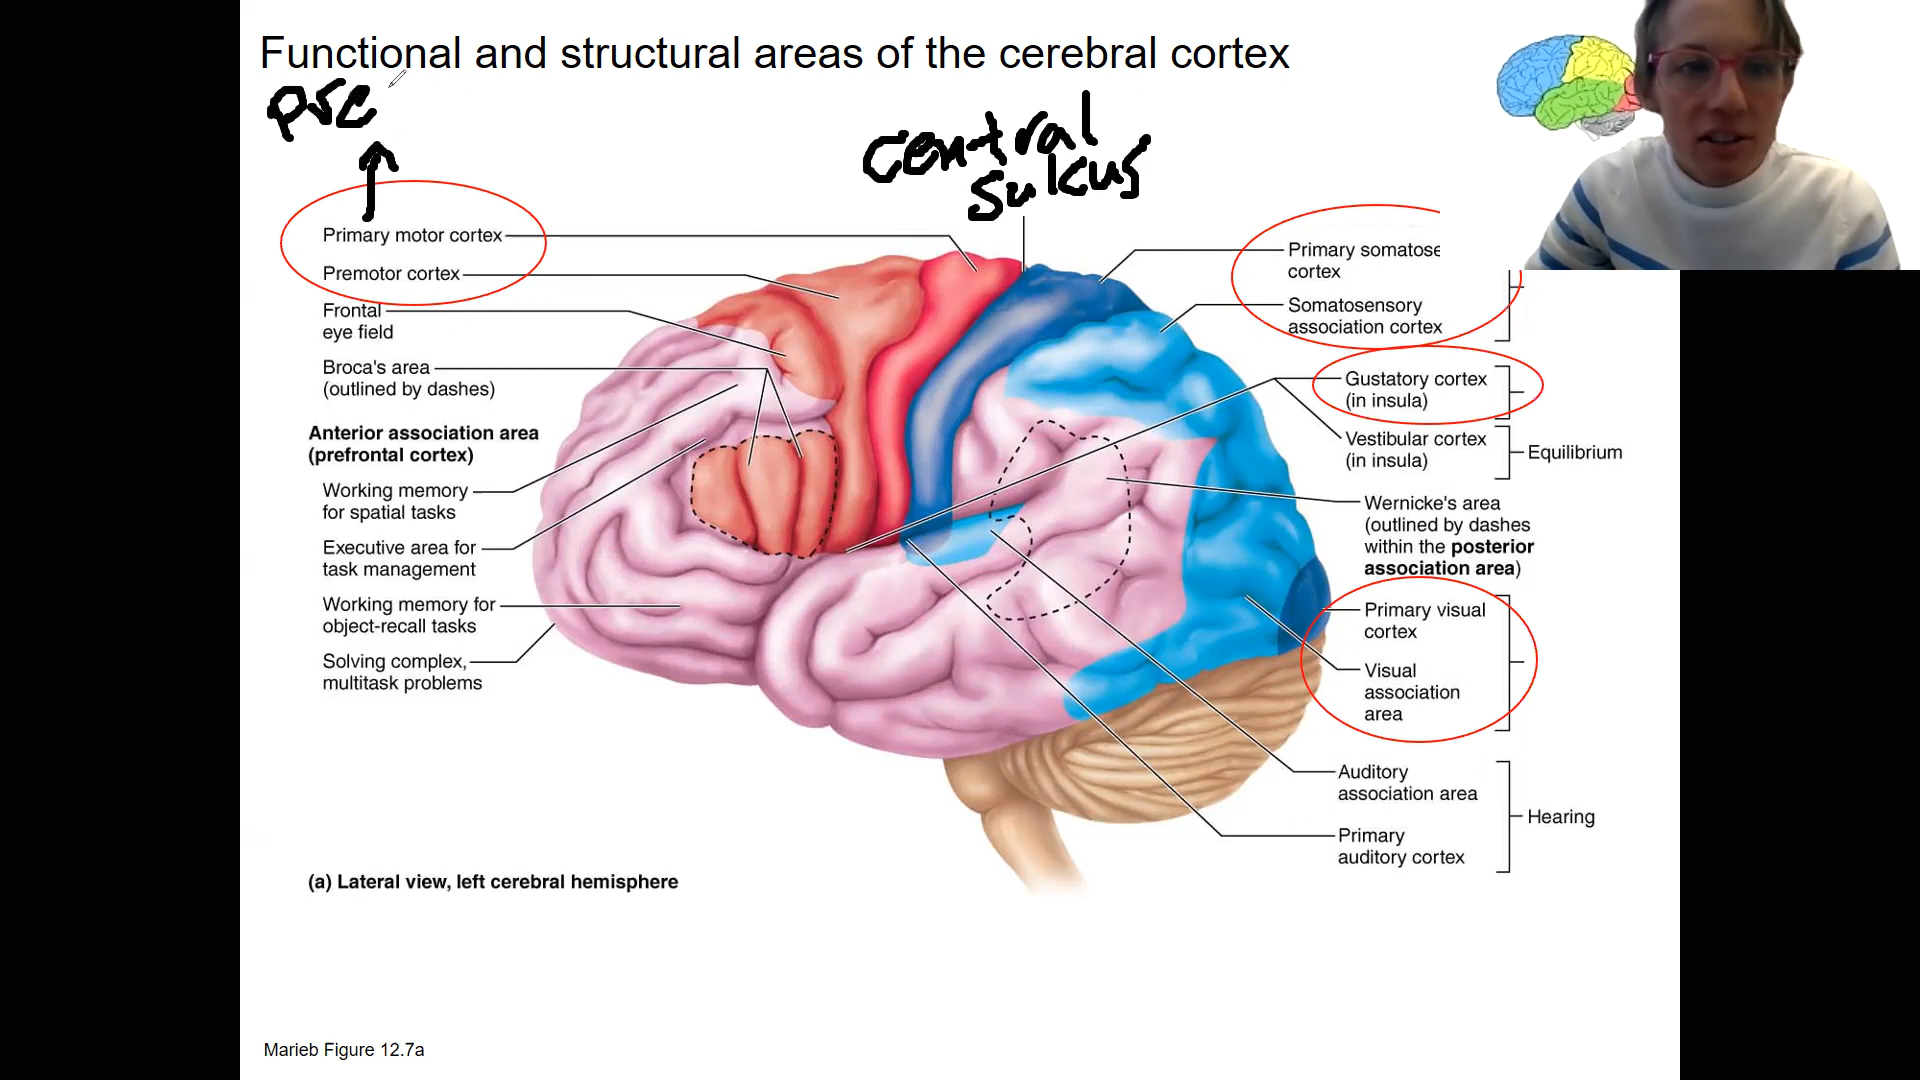 Functional and structural areas of the cerebral cortex
pre
central
sulcus
Primary motor cortex
Premotor cortex
Frontal
eye field
Broca's area
(outlined by dashes)
Anterior association area
(prefrontal cortex)
Working memory
for spatial tasks
Executive area for
task management
Working memory for
object-recall tasks
Solving complex,
multitask problems
Primary somatose
cortex
Somatosensory
association cortex
Gustatory cortex
(in insula)
Vestibular cortex
(in insula)
Equilibrium
Wernicke's area
(outlined by dashes
within the posterior
association area)
Primary visual
cortex
Visual
association
area
Auditory
association area
Primary
auditory cortex
Hearing
(a) Lateral view, left cerebral hemisphere
Marieb Figure 12.7a